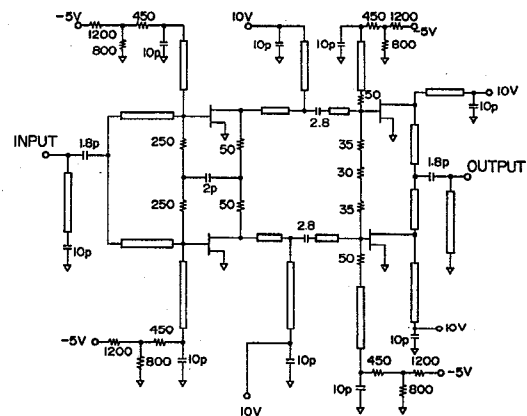 -5V 450 10V 450 1200
1200 800 10p 10p 10p 800 -5V
50 10V
10p
2.8
INPUT 1.8p 250 50 35 1.8p OUTPUT
2p 30
10p 250 50 35
2.8
50
-5V 450 10p 10V
1200 800 10p 10p 450 1200 -5V
10V 10p 800